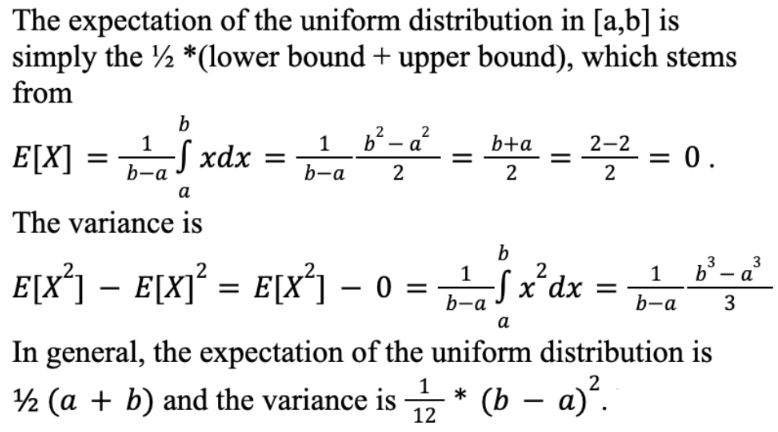 The expectation of the uniform distribution in [a,b] is
simply the ½ *(lower bound + upper bound), which stems
from
E[X] = \frac{1}{b-a} \int_a^b xdx = \frac{1}{b-a} \frac{b^2 - a^2}{2} = \frac{b+a}{2} = \frac{2-2}{2} = 0 .
The variance is
E[X^2] - E[X]^2 = E[X^2] - 0 = \frac{1}{b-a} \int_a^b x^2 dx = \frac{1}{b-a} \frac{b^3 - a^3}{3}
In general, the expectation of the uniform distribution is
½ (a + b) and the variance is \frac{1}{12} * (b - a)^2.